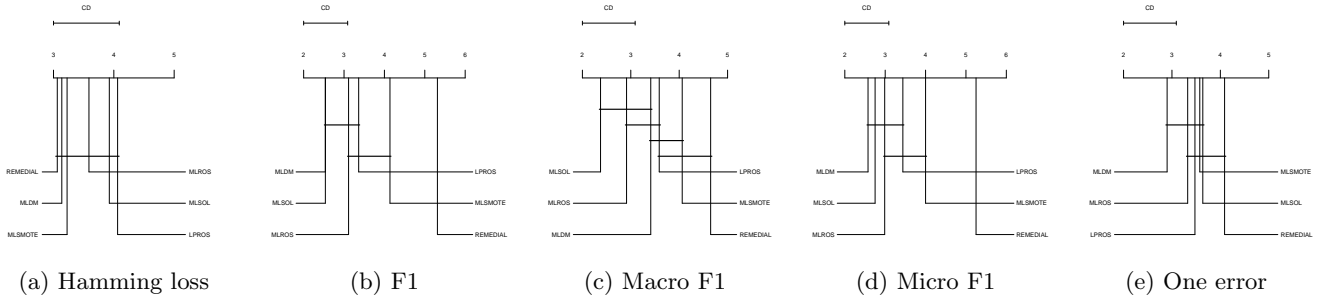 CD
3 4 5
REMEDIAL MLROS
MLDM MLSOL
MLSMOTE LPROS
(a) Hamming loss
CD
2 3 4 5 6
MLDM LPROS
MLSOL MLSMOTE
MLROS REMEDIAL
(b) F1
CD
2 3 4 5
MLSOL LPROS
MLROS MLSMOTE
MLDM REMEDIAL
(c) Macro F1
CD
2 3 4 5 6
MLDM LPROS
MLSOL MLSMOTE
MLROS REMEDIAL
(d) Micro F1
CD
2 3 4 5
MLDM MLSMOTE
MLROS MLSOL
LPROS REMEDIAL
(e) One error